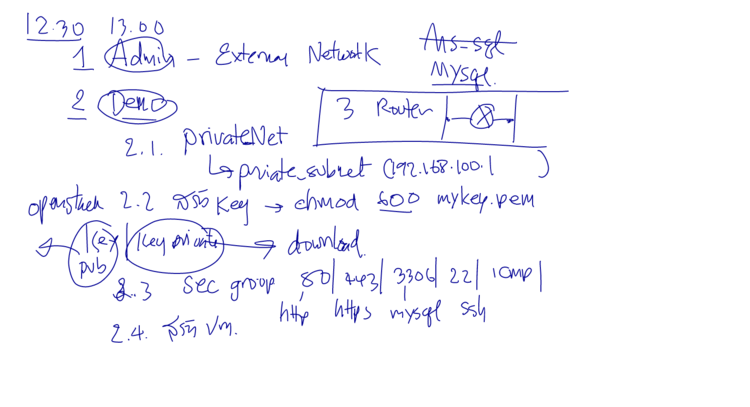 12.30 13.00
1 Admin - External Network
Ans-sql
Mysql.
2 Demo
3 Router
2.1. privateNet
private_subnet (192.168.100.1 )
openstack 2.2 สร้าง Key → chmod 600 mykey.pem
Key pub | Key private → download.
2.3 Sec group 80 | 443 | 3306 | 22 | icmp |
http https mysql ssh
2.4. สร้าง vm.